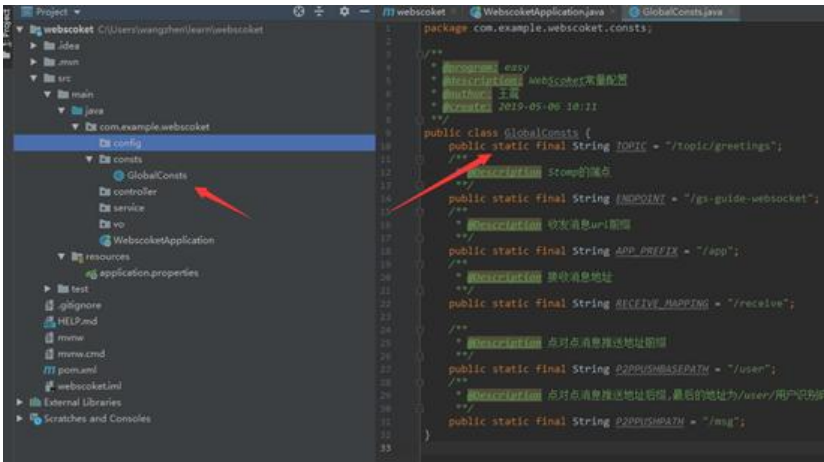 Project
webscoket C:\Users\wangzhen\learn\webscoket
.idea
.mvn
src
main
java
com.example.webscoket
config
consts
GlobalConsts
controller
service
vo
WebscoketApplication
resources
application.properties
test
.gitignore
HELP.md
mvnw
mvnw.cmd
pom.xml
webscoket.iml
External Libraries
Scratches and Consoles
1: Project
webscoket
WebscoketApplication.java
GlobalConsts.java
package com.example.webscoket.consts;
/**
* @program: easy
* @description: WebScoket常量配置
* @author: 王
* @create: 2019-05-06 10:11
**/
public class GlobalConsts {
public static final String TOPIC = "/topic/greetings";
/**
* @Description Stomp的端点
**/
public static final String ENDPOINT = "/gs-guide-websocket";
/**
* @Description 收发消息url前缀
**/
public static final String APP_PREFIX = "/app";
/**
* @Description 接收消息地址
**/
public static final String RECEIVE_MAPPING = "/receive";
/**
* @Description 点对点消息推送地址前缀
**/
public static final String P2PPUSHBASEPATH = "/user";
/**
* @Description 点对点消息推送地址后缀,最后的地址为/user/用户识别
**/
public static final String P2PPUSHPATH = "/msg";
}
33